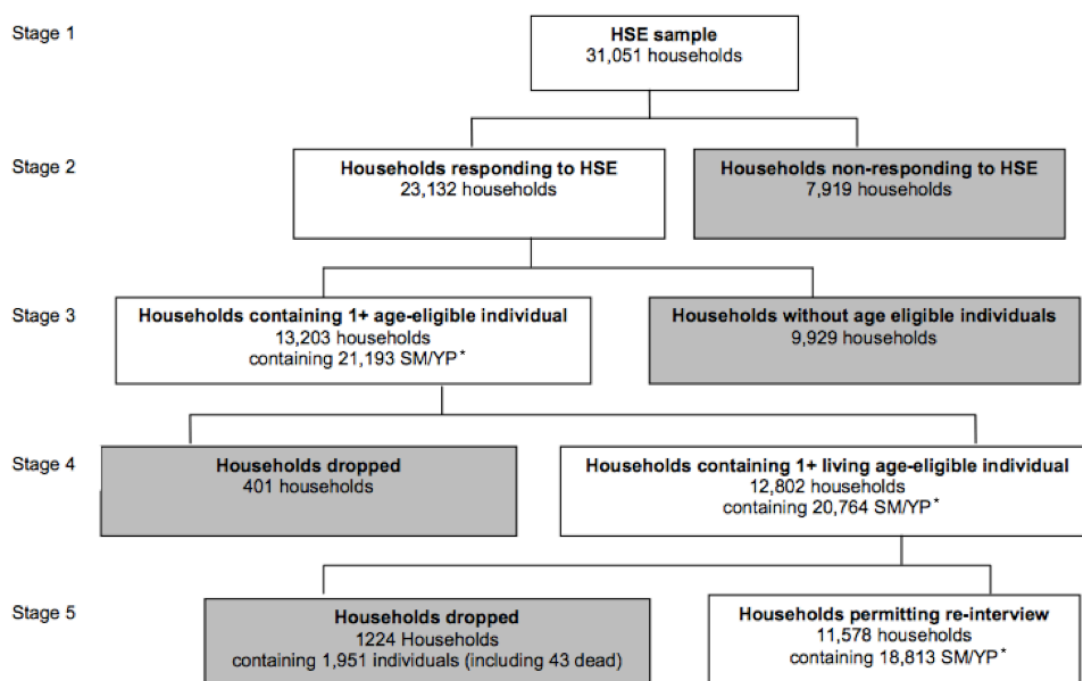 Stage 1
HSE sample
31,051 households
Stage 2
Households responding to HSE
23,132 households
Households non-responding to HSE
7,919 households
Stage 3
Households containing 1+ age-eligible individual
13,203 households
containing 21,193 SM/YP*
Households without age eligible individuals
9,929 households
Stage 4
Households dropped
401 households
Households containing 1+ living age-eligible individual
12,802 households
containing 20,764 SM/YP*
Stage 5
Households dropped
1224 Households
containing 1,951 individuals (including 43 dead)
Households permitting re-interview
11,578 households
containing 18,813 SM/YP*